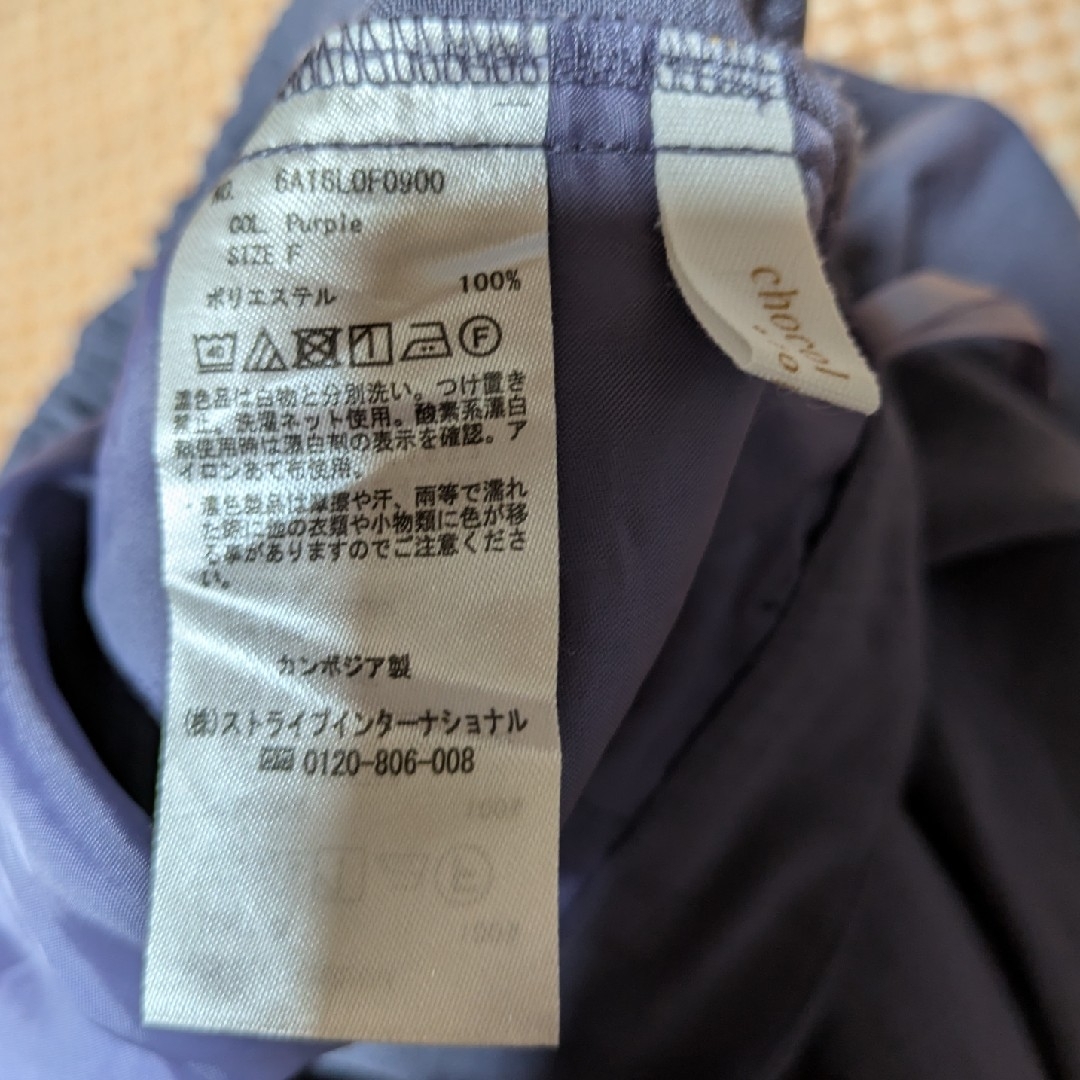 NO. 6AT6L0F0900
COL. Purple
SIZE F
ポリエステル 100%
40 1 F
濃色品は白物と分別洗い。つけ置き
禁止。洗濯ネット使用。酸素系漂白
剤使用時は漂白剤の表示を確認。ア
イロンあて布使用。
・濃色製品は摩擦や汗、雨等で濡れ
た際に他の衣類や小物類に色が移
る事がありますのでご注意くださ
い。
カンボジア製
(株)ストライプインターナショナル
0120-806-008
chorol